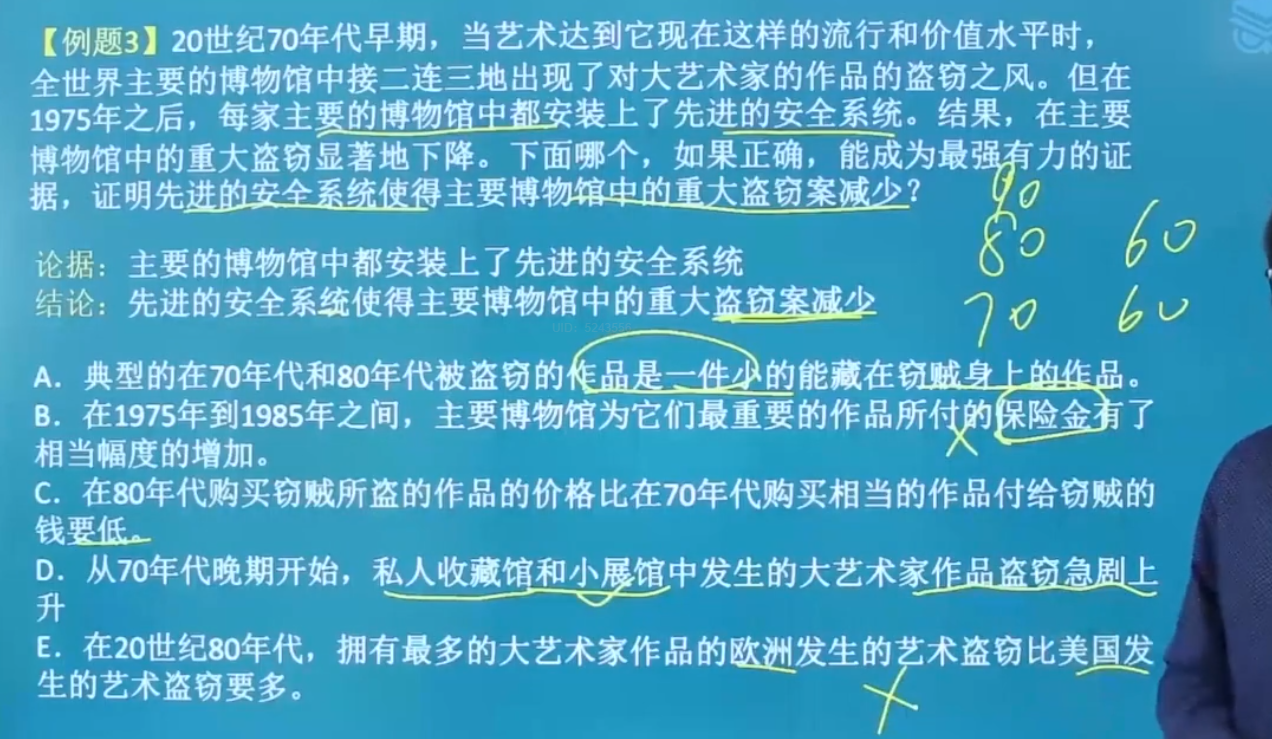 【例题3】20世纪70年代早期，当艺术达到它现在这样的流行和价值水平时，
全世界主要的博物馆中接二连三地出现了对大艺术家的作品的盗窃之风。但在
1975年之后，每家主要的博物馆中都安装上了先进的安全系统。结果，在主要
博物馆中的重大盗窃显著地下降。下面哪个，如果正确，能成为最强有力的证
据，证明先进的安全系统使得主要博物馆中的重大盗窃案减少？
90
80 60
70 60
论据：主要的博物馆中都安装上了先进的安全系统
结论：先进的安全系统使得主要博物馆中的重大盗窃案减少
A．典型的在70年代和80年代被盗窃的作品是一件小的能藏在窃贼身上的作品。
B．在1975年到1985年之间，主要博物馆为它们最重要的作品所付的保险金有了
相当幅度的增加。
C．在80年代购买窃贼所盗的作品的价格比在70年代购买相当的作品付给窃贼的
钱要低。
D．从70年代晚期开始，私人收藏馆和小展馆中发生的大艺术家作品盗窃急剧上
升
E．在20世纪80年代，拥有最多的大艺术家作品的欧洲发生的艺术盗窃比美国发
生的艺术盗窃要多。